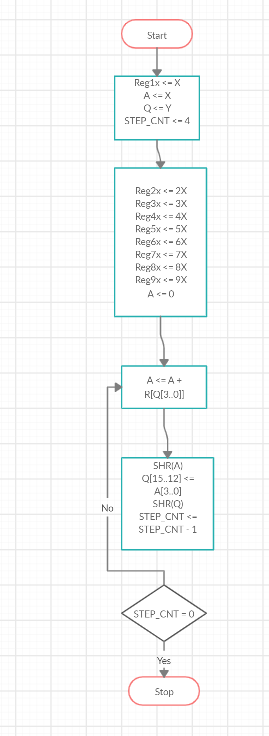 Start
Reg1x <= X
A <= X
Q <= Y
STEP_CNT <= 4
Reg2x <= 2X
Reg3x <= 3X
Reg4x <= 4X
Reg5x <= 5X
Reg6x <= 6X
Reg7x <= 7X
Reg8x <= 8X
Reg9x <= 9X
A <= 0
A <= A +
R[Q[3..0]]
SHR(A)
Q[15..12] <=
A[3..0]
SHR(Q)
STEP_CNT <=
STEP_CNT - 1
No
STEP_CNT = 0
Yes
Stop